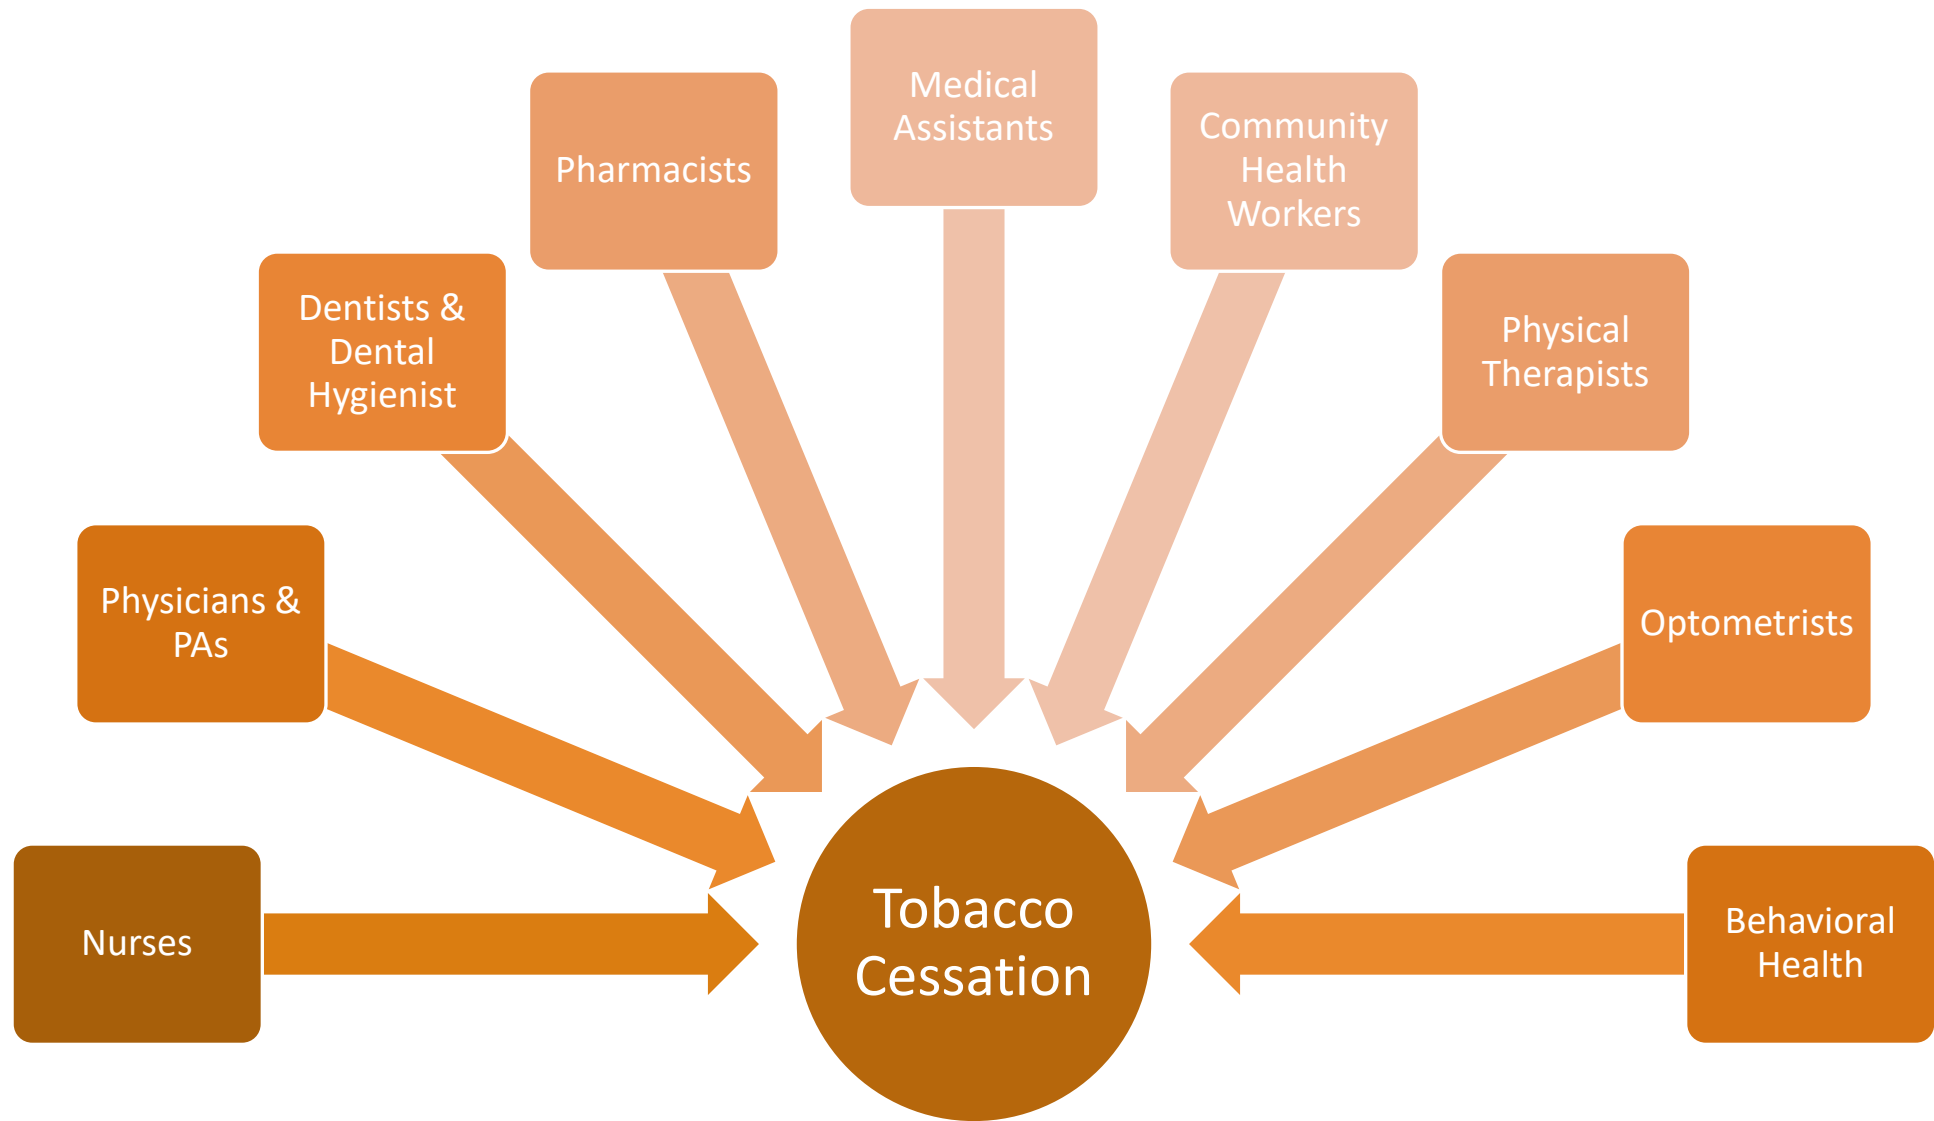 Medical
Assistants
Pharmacists
Community
Health
Workers
Dentists &
Dental
Hygienist
Physical
Therapists
Physicians &
PAs
Optometrists
Nurses
Tobacco
Cessation
Behavioral
Health